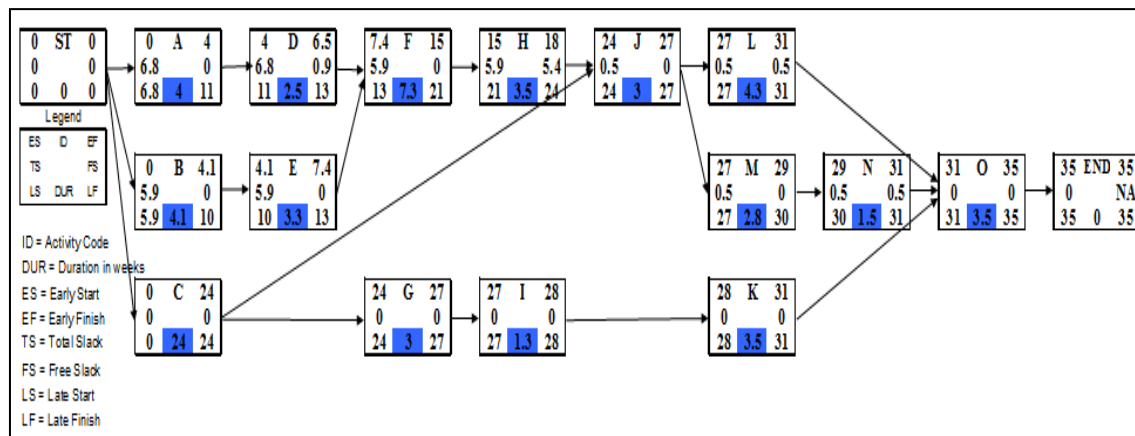 0 ST 0
0 0
0 0 0
0 A 4
6.8 0
6.8 4 11
4 D 6.5
6.8 0.9
11 2.5 13
7.4 F 15
5.9 0
13 7.3 21
15 H 18
5.9 5.4
21 3.5 24
24 J 27
0.5 0
24 3 27
27 L 31
0.5 0.5
27 4.3 31
Legend
ES ID EF
TS FS
LS DUR LF
0 B 4.1
5.9 0
5.9 4.1 10
4.1 E 7.4
5.9 0
10 3.3 13
27 M 29
0.5 0
27 2.8 30
29 N 31
0.5 0.5
30 1.5 31
31 O 35
0 0
31 3.5 35
35 END 35
NA
35 0 35
ID = Activity Code
DUR = Duration in weeks
ES = Early Start
EF = Early Finish
TS = Total Slack
FS = Free Slack
LS = Late Start
LF = Late Finish
0 C 24
0 0
0 24 24
24 G 27
0 0
24 3 27
27 I 28
0 0
27 1.3 28
28 K 31
0 0
28 3.5 31